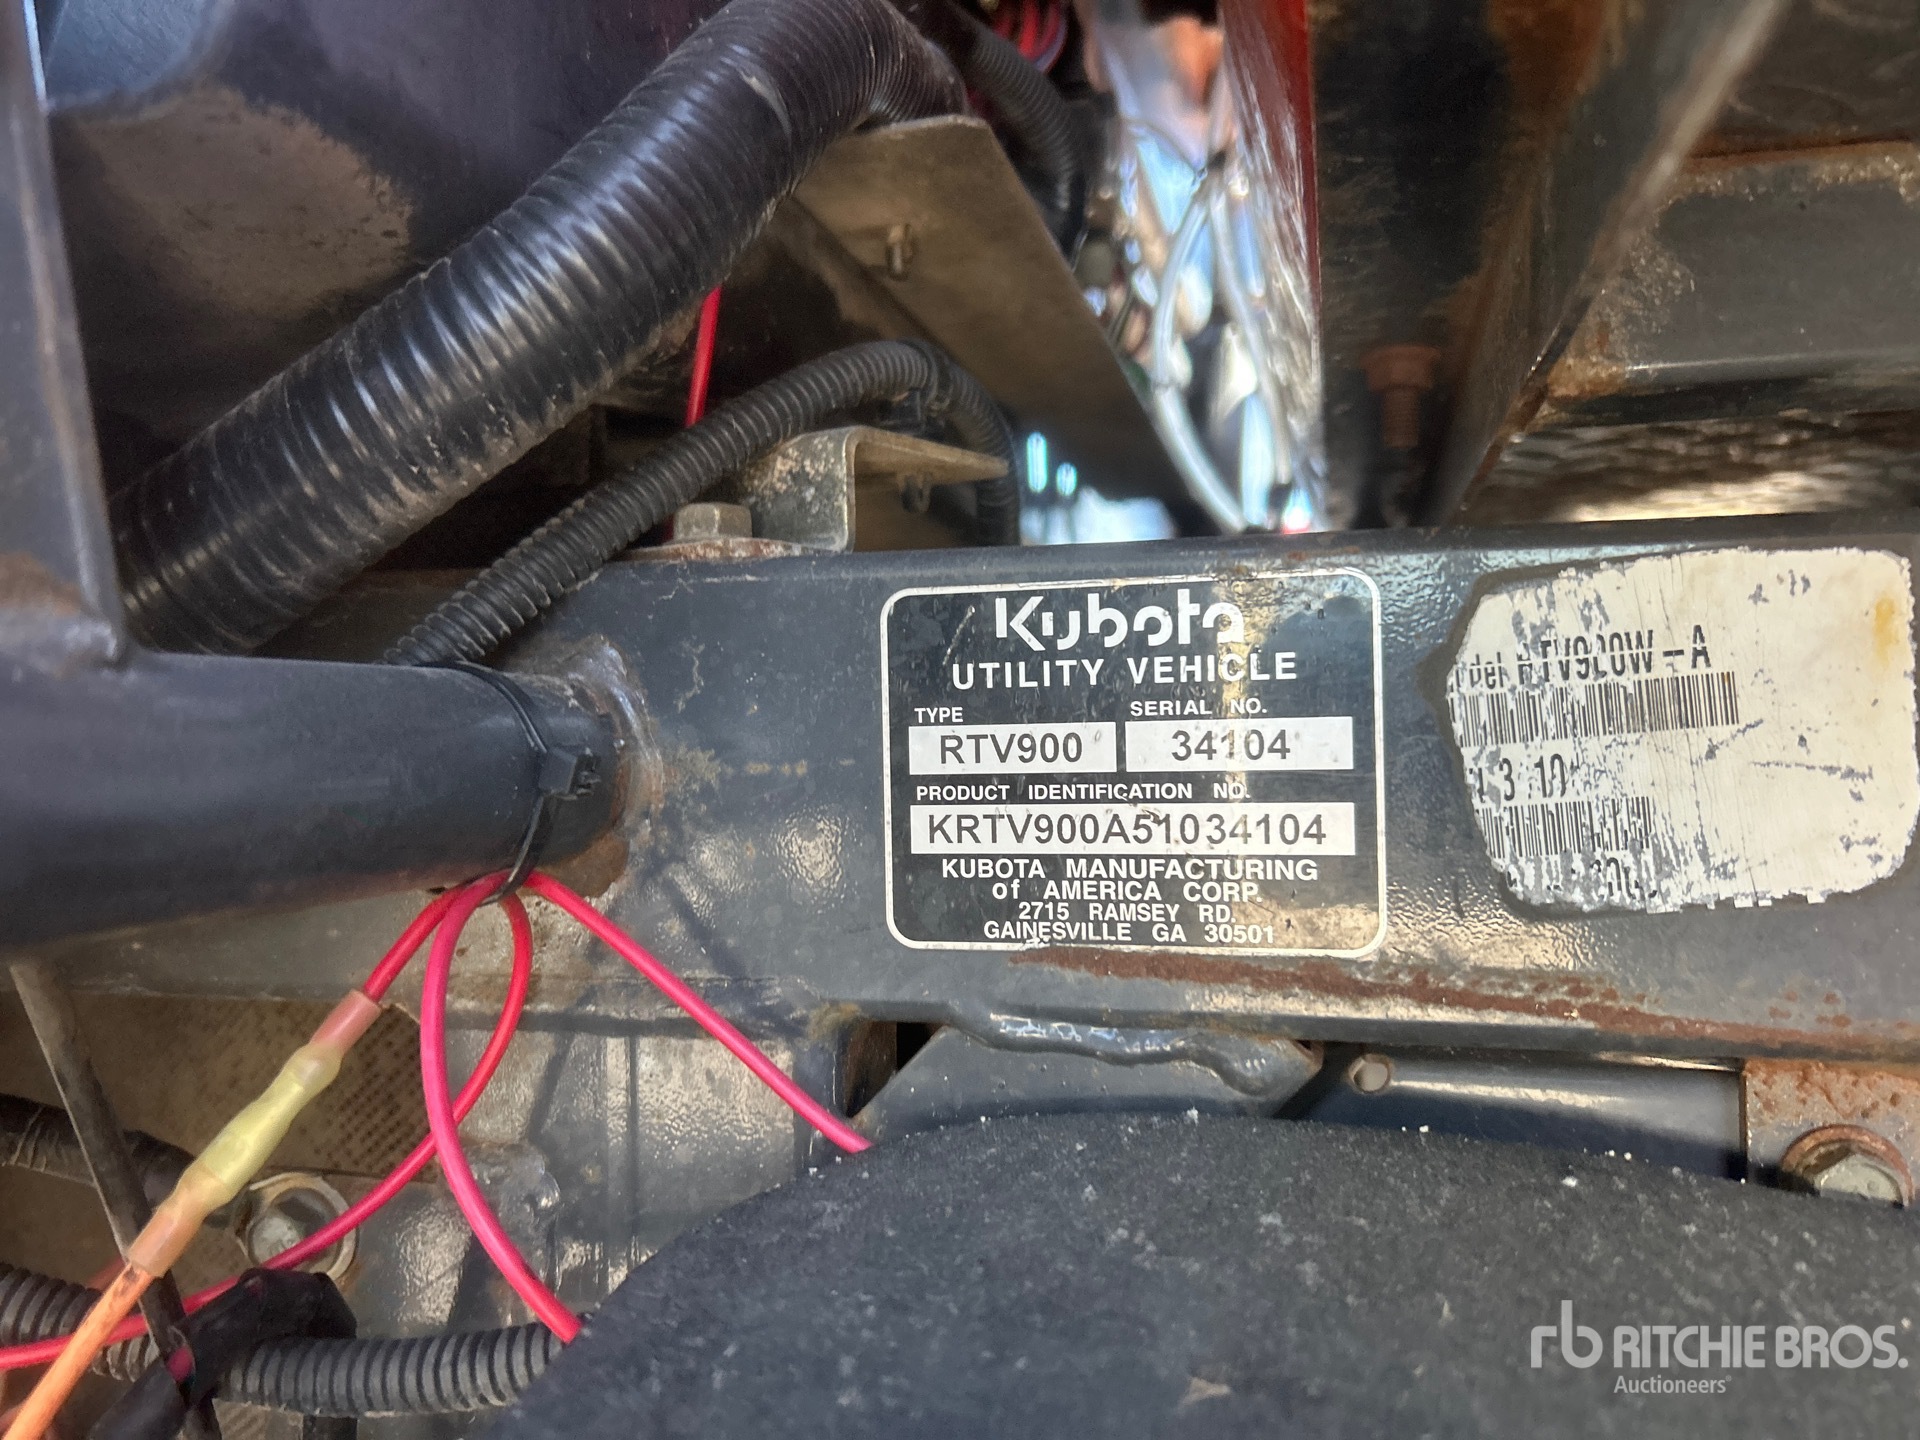 Kubota
UTILITY VEHICLE
TYPE SERIAL NO.
RTV900 34104
PRODUCT IDENTIFICATION NO.
KRTV900A51034104
KUBOTA MANUFACTURING
of AMERICA CORP.
2715 RAMSEY RD.
GAINESVILLE GA 30501
rb RITCHIE BROS.
Auctioneers